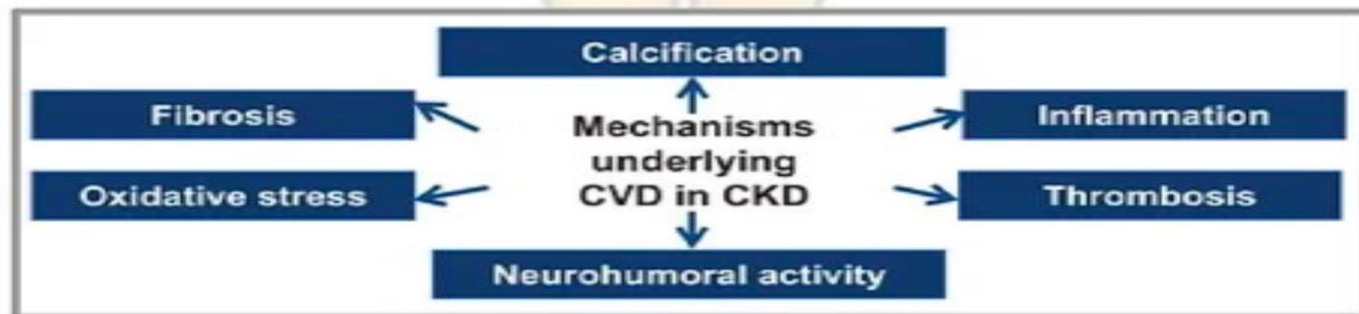 Calcification
Fibrosis
Inflammation
Mechanisms
underlying
CVD in CKD
Oxidative stress
Thrombosis
Neurohumoral activity